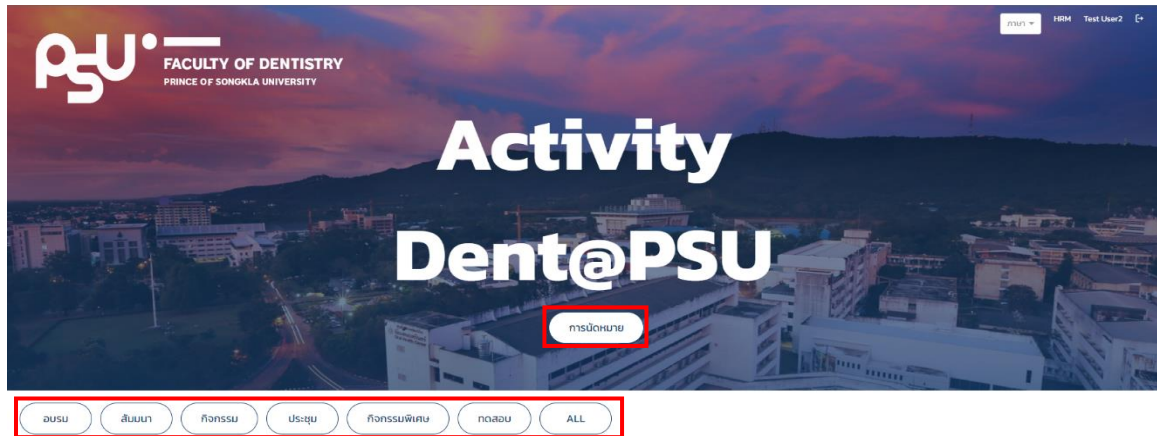 ภาษา HRM Test User2
PSU
FACULTY OF DENTISTRY
PRINCE OF SONGKLA UNIVERSITY
Activity
Dent@PSU
การนัดหมาย
อบรม สัมมนา กิจกรรม ประชุม กิจกรรมพิเศษ ทดสอบ ALL